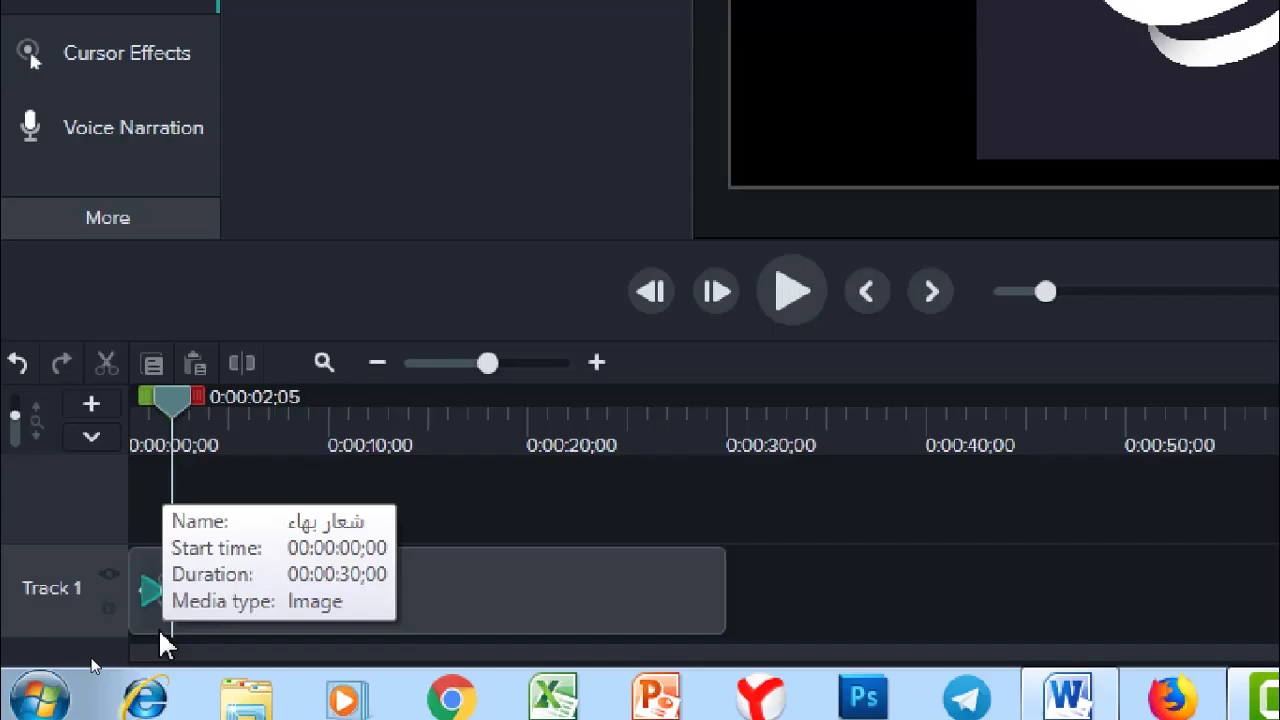 Cursor Effects
Voice Narration
More
0:00:02;05
0:00:00;00 0:00:10;00 0:00:20;00 0:00:30;00 0:00:40;00 0:00:50;00
Name: شعار بهاء
Start time: 00:00:00;00
Duration: 00:00:30;00
Media type: Image
Track 1
Ps